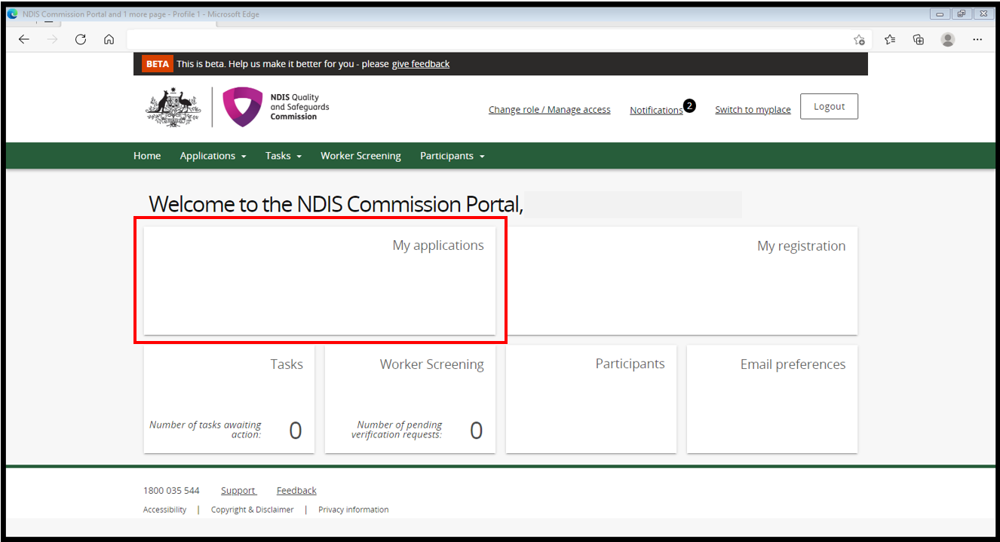 NDIS Commission Portal and 1 more page - Profile 1 - Microsoft Edge
BETA This is beta. Help us make it better for you - please give feedback
NDIS Quality
and Safeguards
Commission
Change role / Manage access Notifications 2 Switch to myplace Logout
Home Applications Tasks Worker Screening Participants
Welcome to the NDIS Commission Portal,
My applications My registration
Tasks Worker Screening Participants Email preferences
Number of tasks awaiting
action: 0
Number of pending
verification requests: 0
1800 035 544 Support Feedback
Accessibility | Copyright & Disclaimer | Privacy information